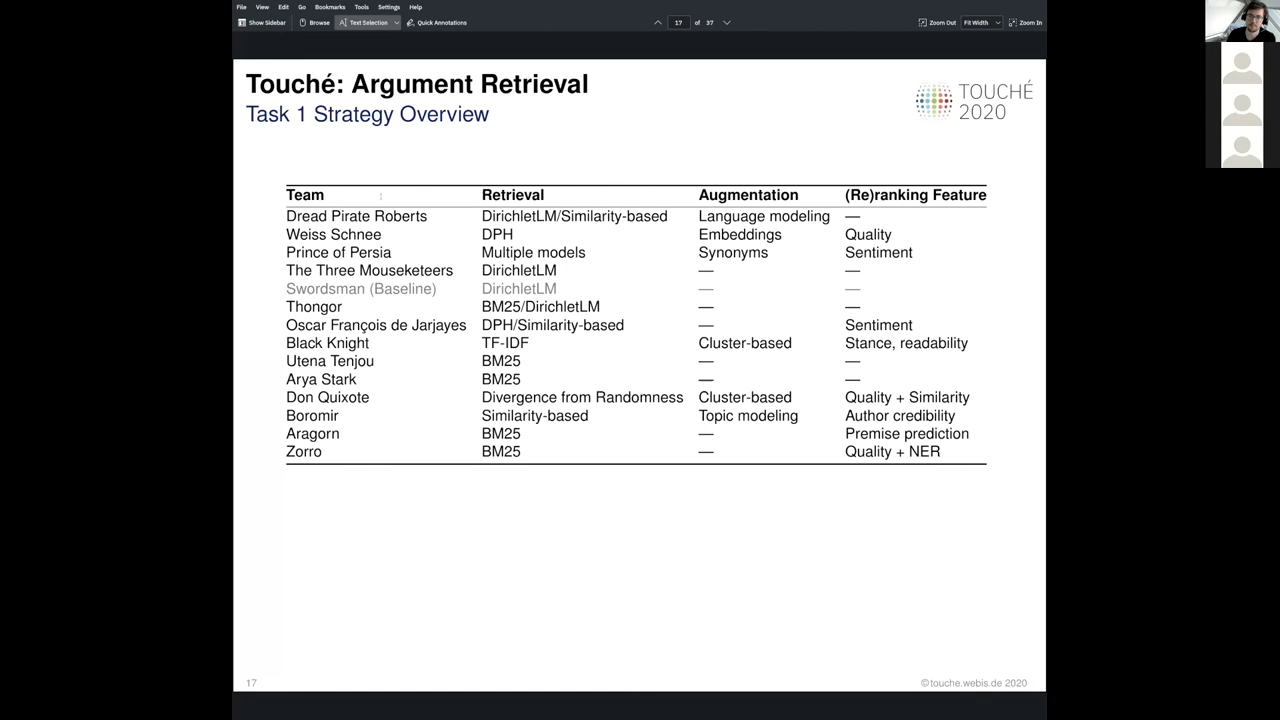 File View Edit Go Bookmarks Tools Settings Help
Show Sidebar Browse Text Selection Quick Annotations 17 of 37 Zoom Out Fit Width Zoom In
Touché: Argument Retrieval
Task 1 Strategy Overview
TOUCHÉ
2020
Team Retrieval Augmentation (Re)ranking Feature
Dread Pirate Roberts DirichletLM/Similarity-based Language modeling —
Weiss Schnee DPH Embeddings Quality
Prince of Persia Multiple models Synonyms Sentiment
The Three Mouseketeers DirichletLM — —
Swordsman (Baseline) DirichletLM — —
Thongor BM25/DirichletLM — —
Oscar François de Jarjayes DPH/Similarity-based — Sentiment
Black Knight TF-IDF Cluster-based Stance, readability
Utena Tenjou BM25 — —
Arya Stark BM25 — —
Don Quixote Divergence from Randomness Cluster-based Quality + Similarity
Boromir Similarity-based Topic modeling Author credibility
Aragorn BM25 — Premise prediction
Zorro BM25 — Quality + NER
17 ©touche.webis.de 2020